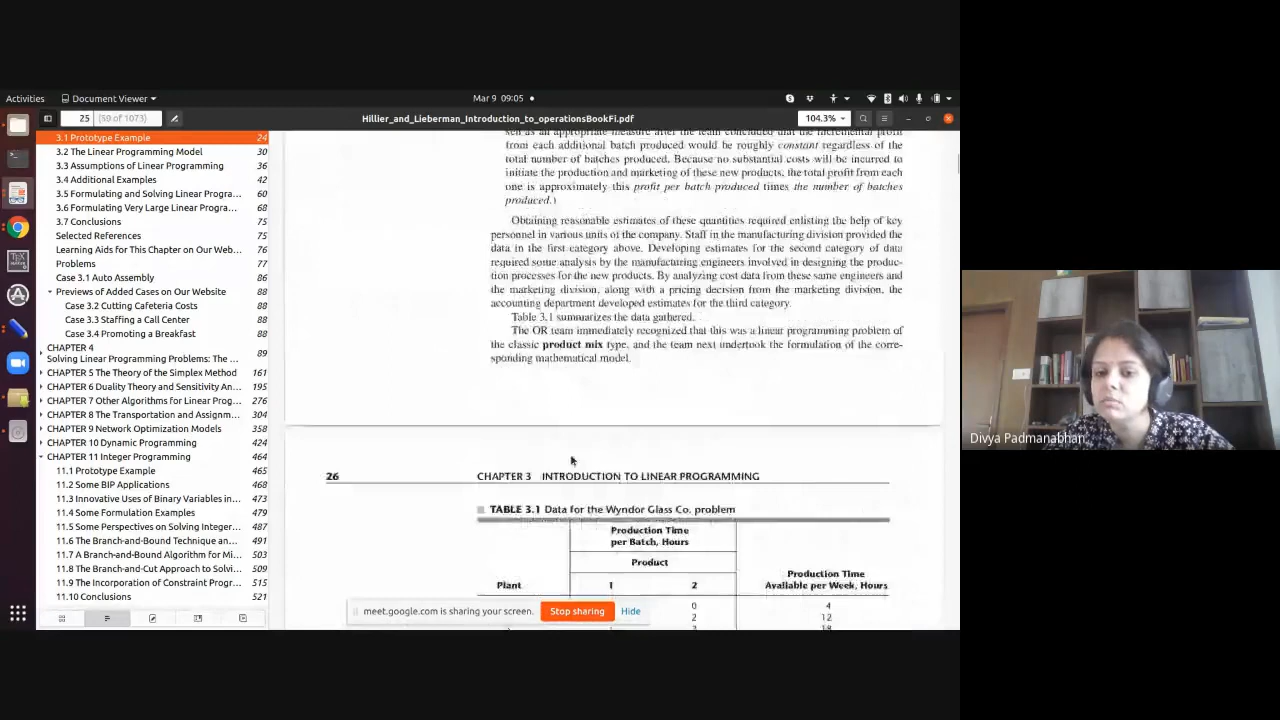 Activities
Document Viewer
Mar 9 09:05
25 (59 of 1073)
Hillier_and_Lieberman_Introduction_to_operationsBookFi.pdf
104.3%
3.1 Prototype Example 24
3.2 The Linear Programming Model 30
3.3 Assumptions of Linear Programming 36
3.4 Additional Examples 42
3.5 Formulating and Solving Linear Progra... 60
3.6 Formulating Very Large Linear Progra... 68
3.7 Conclusions 75
Selected References 75
Learning Aids for This Chapter on Our Web... 76
Problems 77
Case 3.1 Auto Assembly 86
Previews of Added Cases on Our Website 88
Case 3.2 Cutting Cafeteria Costs 88
Case 3.3 Staffing a Call Center 88
Case 3.4 Promoting a Breakfast 88
CHAPTER 4
Solving Linear Programming Problems: The ... 89
CHAPTER 5 The Theory of the Simplex Method 161
CHAPTER 6 Duality Theory and Sensitivity An... 195
CHAPTER 7 Other Algorithms for Linear Prog... 276
CHAPTER 8 The Transportation and Assignm... 304
CHAPTER 9 Network Optimization Models 358
CHAPTER 10 Dynamic Programming 424
CHAPTER 11 Integer Programming 464
11.1 Prototype Example 465
11.2 Some BIP Applications 468
11.3 Innovative Uses of Binary Variables in... 473
11.4 Some Formulation Examples 479
11.5 Some Perspectives on Solving Integer... 487
11.6 The Branch-and-Bound Technique an... 491
11.7 A Branch-and-Bound Algorithm for Mi... 503
11.8 The Branch-and-Cut Approach to Solvi... 509
11.9 The Incorporation of Constraint Progr... 515
11.10 Conclusions 521
sen as an appropriate measure after the team concluded that the incremental profit
from each additional batch produced would be roughly constant regardless of the
total number of batches produced. Because no substantial costs will be incurred to
initiate the production and marketing of these new products, the total profit from each
one is approximately this profit per batch produced times the number of batches
produced.)
Obtaining reasonable estimates of these quantities required enlisting the help of key
personnel in various units of the company. Staff in the manufacturing division provided the
data in the first category above. Developing estimates for the second category of data
required some analysis by the manufacturing engineers involved in designing the produc-
tion processes for the new products. By analyzing cost data from these same engineers and
the marketing division, along with a pricing decision from the marketing division, the
accounting department developed estimates for the third category.
Table 3.1 summarizes the data gathered.
The OR team immediately recognized that this was a linear programming problem of
the classic product mix type, and the team next undertook the formulation of the corre-
sponding mathematical model.
26 CHAPTER 3 INTRODUCTION TO LINEAR PROGRAMMING
TABLE 3.1 Data for the Wyndor Glass Co. problem
Production Time
per Batch, Hours
Product
Production Time
Plant 1 2 Available per Week, Hours
0 4
2 12
18
meet.google.com is sharing your screen. Stop sharing Hide
Divya Padmanabhan